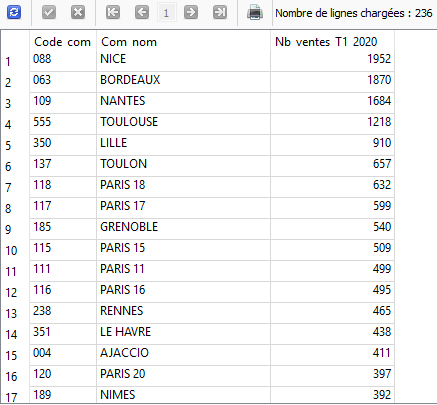 1 Nombre de lignes chargées : 236
Code com Com nom Nb ventes T1 2020
1 088 NICE 1952
2 063 BORDEAUX 1870
3 109 NANTES 1684
4 555 TOULOUSE 1218
5 350 LILLE 910
6 137 TOULON 657
7 118 PARIS 18 632
8 117 PARIS 17 599
9 185 GRENOBLE 540
10 115 PARIS 15 509
11 111 PARIS 11 499
12 116 PARIS 16 495
13 238 RENNES 465
14 351 LE HAVRE 438
15 004 AJACCIO 411
16 120 PARIS 20 397
17 189 NIMES 392